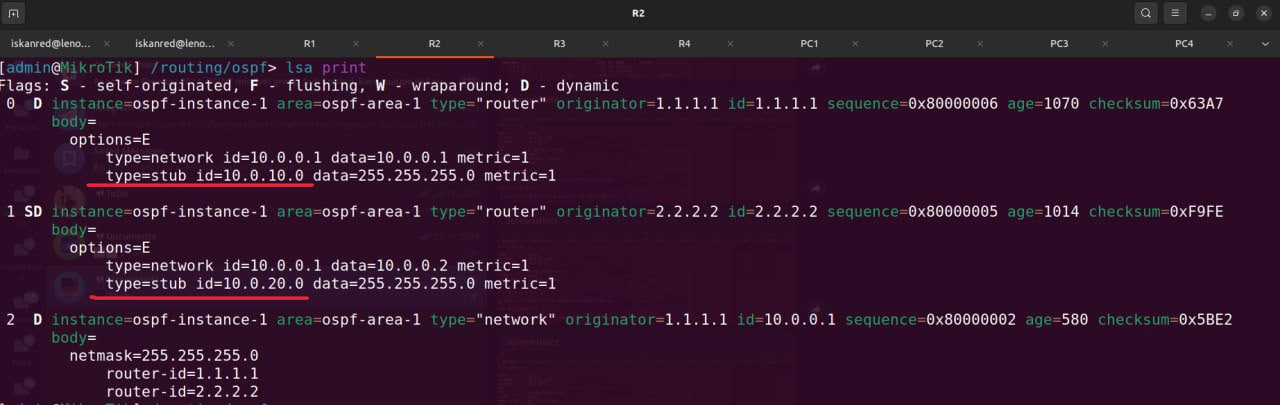 R2
iskanred@leno... × iskanred@leno... × R1 × R2 × R3 × R4 × PC1 × PC2 × PC3 × PC4 ×
[admin@MikroTik] /routing/ospf> lsa print
Flags: S - self-originated, F - flushing, W - wraparound; D - dynamic
0 D instance=ospf-instance-1 area=ospf-area-1 type="router" originator=1.1.1.1 id=1.1.1.1 sequence=0x80000006 age=1070 checksum=0x63A7
body=
options=E
type=network id=10.0.0.1 data=10.0.0.1 metric=1
type=stub id=10.0.10.0 data=255.255.255.0 metric=1
1 SD instance=ospf-instance-1 area=ospf-area-1 type="router" originator=2.2.2.2 id=2.2.2.2 sequence=0x80000005 age=1014 checksum=0xF9FE
body=
options=E
type=network id=10.0.0.1 data=10.0.0.2 metric=1
type=stub id=10.0.20.0 data=255.255.255.0 metric=1
2 D instance=ospf-instance-1 area=ospf-area-1 type="network" originator=1.1.1.1 id=10.0.0.1 sequence=0x80000002 age=580 checksum=0x5BE2
body=
netmask=255.255.255.0
router-id=1.1.1.1
router-id=2.2.2.2